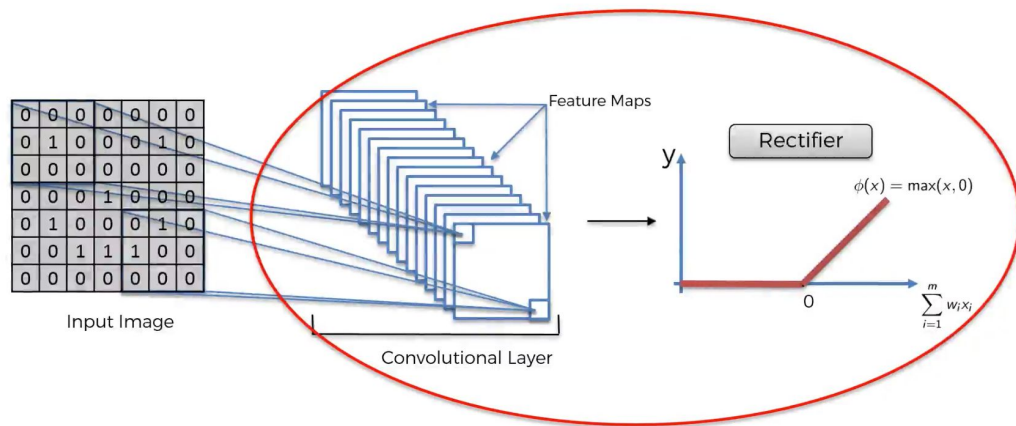 0 0 0 0 0 0 0
0 1 0 0 0 1 0
0 0 0 0 0 0 0
0 0 0 1 0 0 0
0 1 0 0 0 1 0
0 0 1 1 1 0 0
0 0 0 0 0 0 0
Input Image
Feature Maps
Convolutional Layer
Rectifier
y
ϕ(x) = max(x, 0)
0
∑_{i=1}^{m} w_i x_i